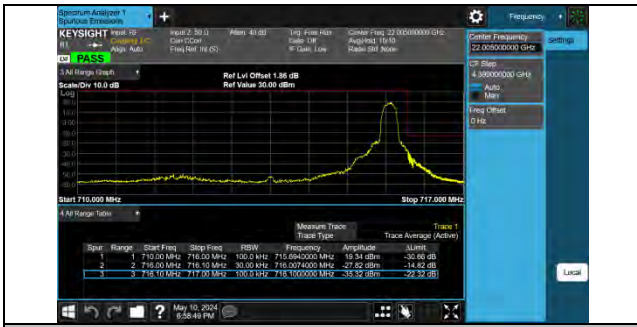 Spectrum Analyzer 1
Spurious Emissions
+
Frequency
KEYSIGHT Input: RF
Coupling: DC
Align: Auto
Input Z: 50 Ω
Corr CCorr
Freq Ref: Int (S)
Atten: 40 dB
Trig: Free Run
Gate: Off
IF Gain: Low
Center Freq: 22.005000000 GHz
Avg|Hold: 10/10
Radio Std: None
PASS
Center Frequency
22.005000000 GHz
Settings
CF Step
4.399000000 GHz
Auto
Man
Freq Offset
0 Hz
3 All Range Graph
Scale/Div 10.0 dB
Ref Lvl Offset 1.86 dB
Ref Value 30.00 dBm
Log
Start 710.000 MHz
Stop 717.000 MHz
4 All Range Table
Measure Trace
Trace 1
Trace Type
Trace Average (Active)
Spur Range Start Freq Stop Freq RBW Frequency Amplitude ΔLimit
1 1 710.00 MHz 716.00 MHz 100.0 kHz 715.6940000 MHz 19.34 dBm -30.66 dB
2 2 716.00 MHz 716.10 MHz 30.00 kHz 716.0074000 MHz -27.82 dBm -14.82 dB
3 3 716.10 MHz 717.00 MHz 100.0 kHz 716.1000000 MHz -35.32 dBm -22.32 dB
Local
?
May 10, 2024
6:58:49 PM